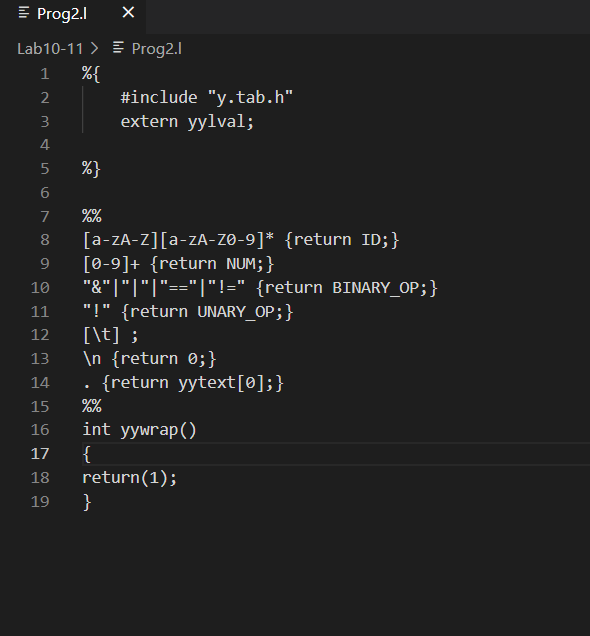 Prog2.l ×
Lab10-11 > Prog2.l
1 %{
2 #include "y.tab.h"
3 extern yylval;
4
5 %}
6
7 %%
8 [a-zA-Z][a-zA-Z0-9]* {return ID;}
9 [0-9]+ {return NUM;}
10 "&"|"|"|"=="|"!=" {return BINARY_OP;}
11 "!" {return UNARY_OP;}
12 [\t] ;
13 \n {return 0;}
14 . {return yytext[0];}
15 %%
16 int yywrap()
17 {
18 return(1);
19 }